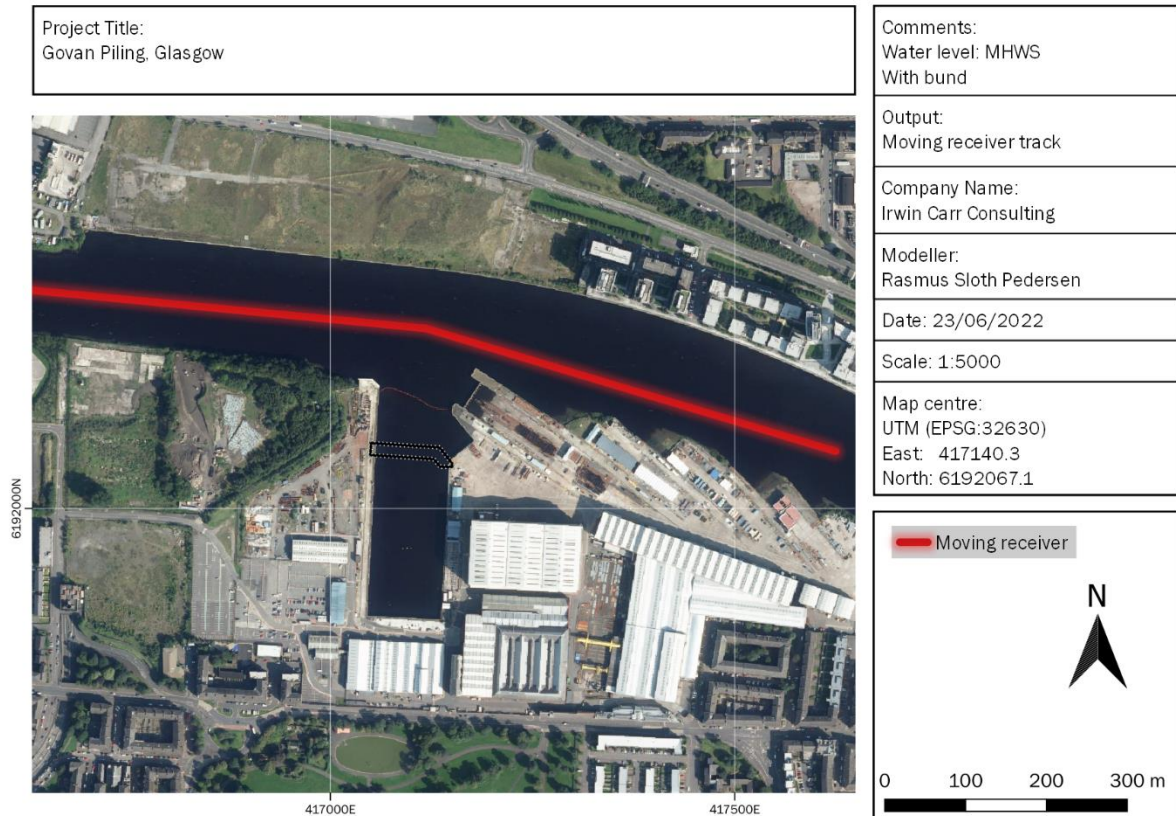 Project Title:
Govan Piling, Glasgow
Comments:
Water level: MHWS
With bund
Output:
Moving receiver track
Company Name:
Irwin Carr Consulting
Modeller:
Rasmus Sloth Pedersen
Date: 23/06/2022
Scale: 1:5000
Map centre:
UTM (EPSG:32630)
East: 417140.3
North: 6192067.1
6192000N
417000E
417500E
Moving receiver
N
0 100 200 300 m